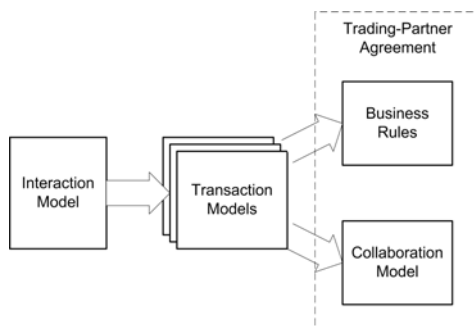 Trading-Partner
Agreement
Business
Rules
Interaction
Model
Transaction
Models
Collaboration
Model